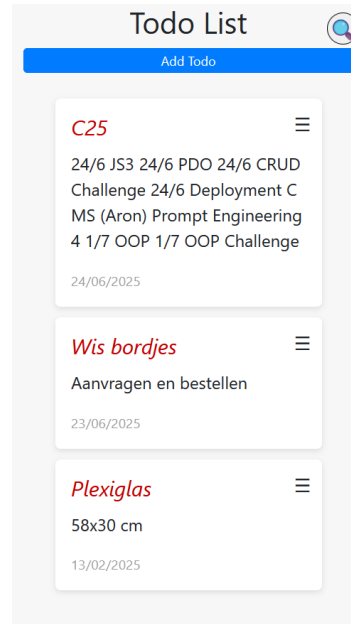 Todo List
Add Todo
C25
24/6 JS3 24/6 PDO 24/6 CRUD
Challenge 24/6 Deployment C
MS (Aron) Prompt Engineering
4 1/7 OOP 1/7 OOP Challenge
24/06/2025
Wis bordjes
Aanvragen en bestellen
23/06/2025
Plexiglas
58x30 cm
13/02/2025